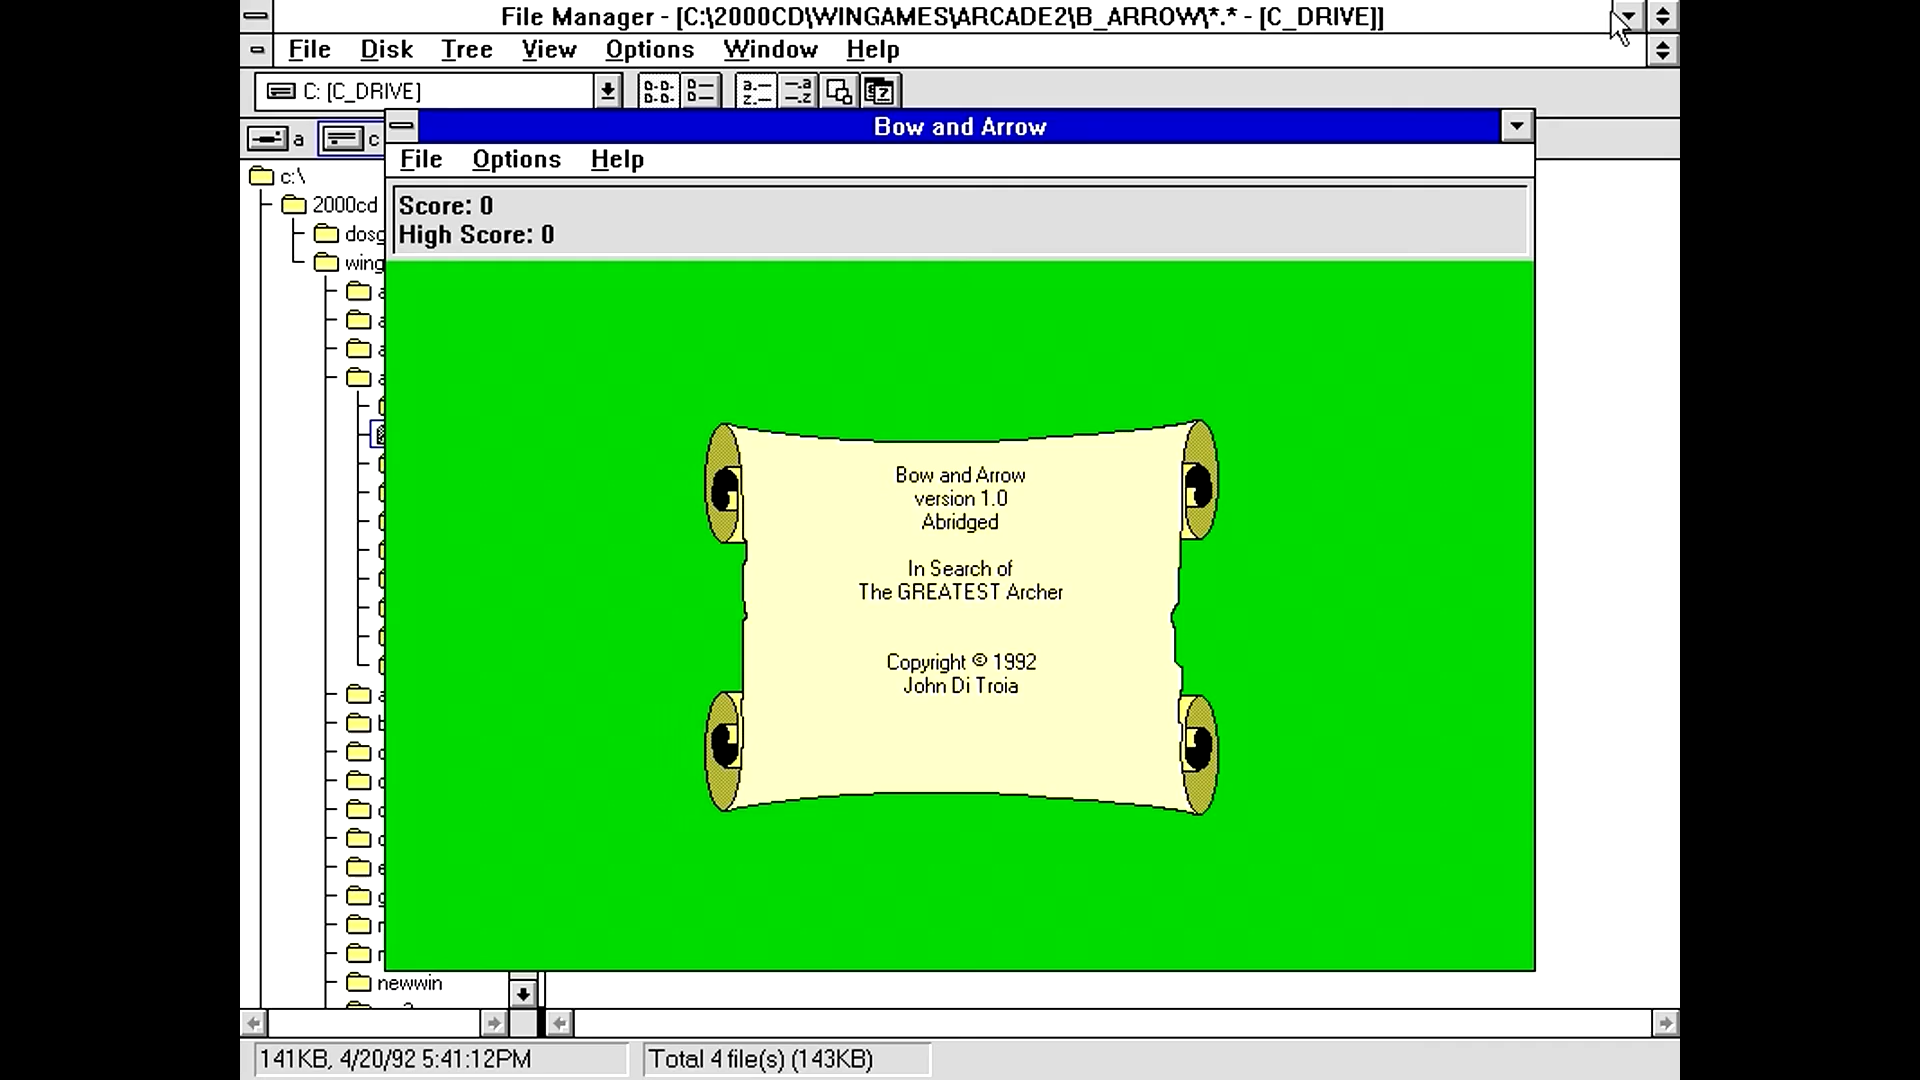 File Manager - [C:\2000CD\WINGAMES\ARCADE2\B_ARROW\*.* - [C_DRIVE]]
File Disk Tree View Options Window Help
C: [C_DRIVE]
a c
c:\
2000cd
newwin
Bow and Arrow
File Options Help
Score: 0
High Score: 0
Bow and Arrow
version 1.0
Abridged
In Search of
The GREATEST Archer
Copyright © 1992
John Di Troia
141KB, 4/20/92 5:41:12PM
Total 4 file(s) (143KB)